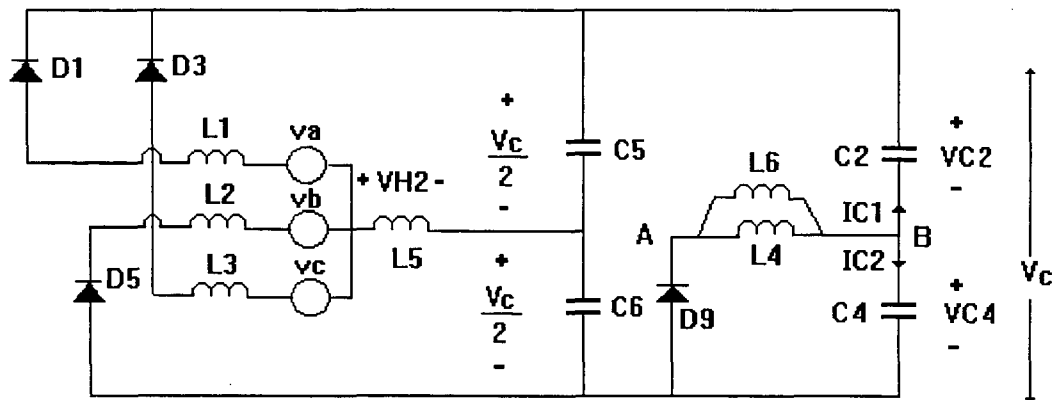 D1
D3
L1
va
+
Vc
2
-
C5
C2
+
VC2
-
L6
+ VH2 -
L2
vb
IC1
A
L4
B
L5
IC2
D5
L3
vc
+
Vc
2
-
C6
D9
C4
+
VC4
-
Vc